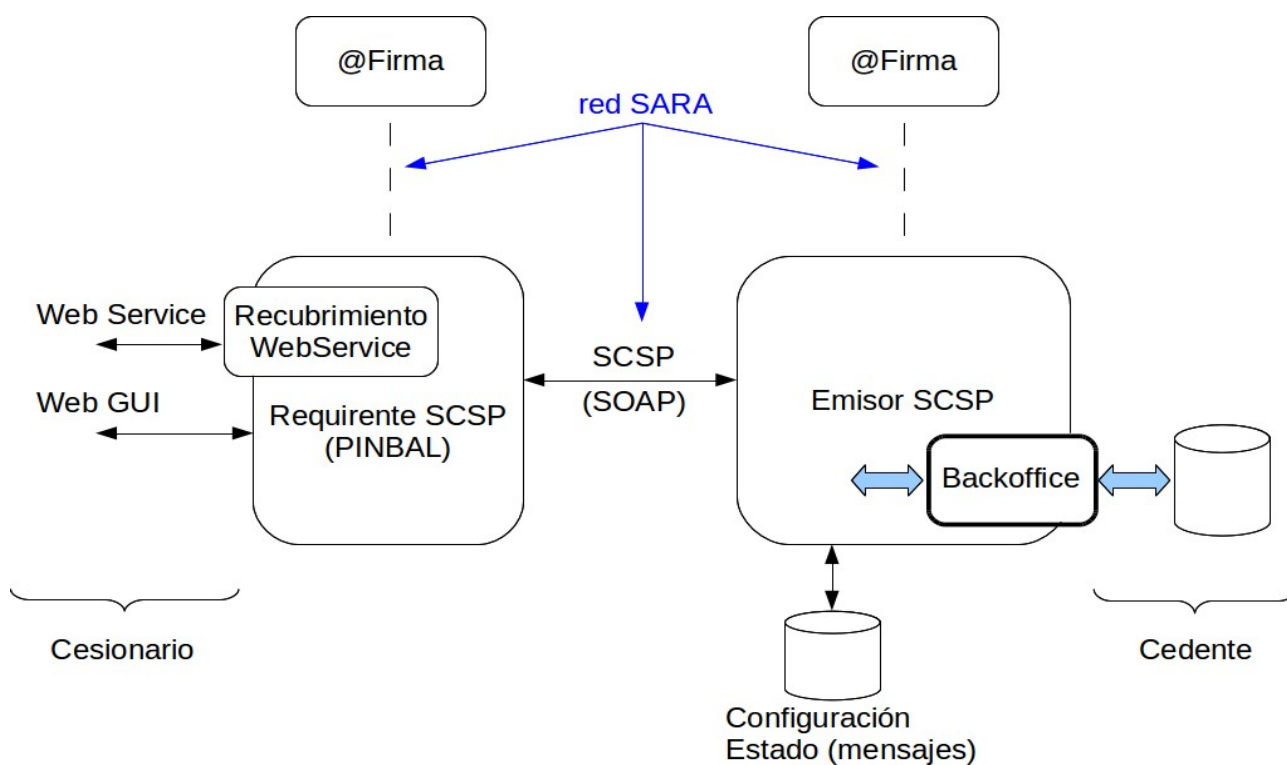 @Firma
@Firma
red SARA
Web Service
Recubrimiento
WebService
Web GUI
Requirente SCSP
(PINBAL)
SCSP
(SOAP)
Emisor SCSP
Backoffice
Cesionario
Cedente
Configuración
Estado (mensajes)